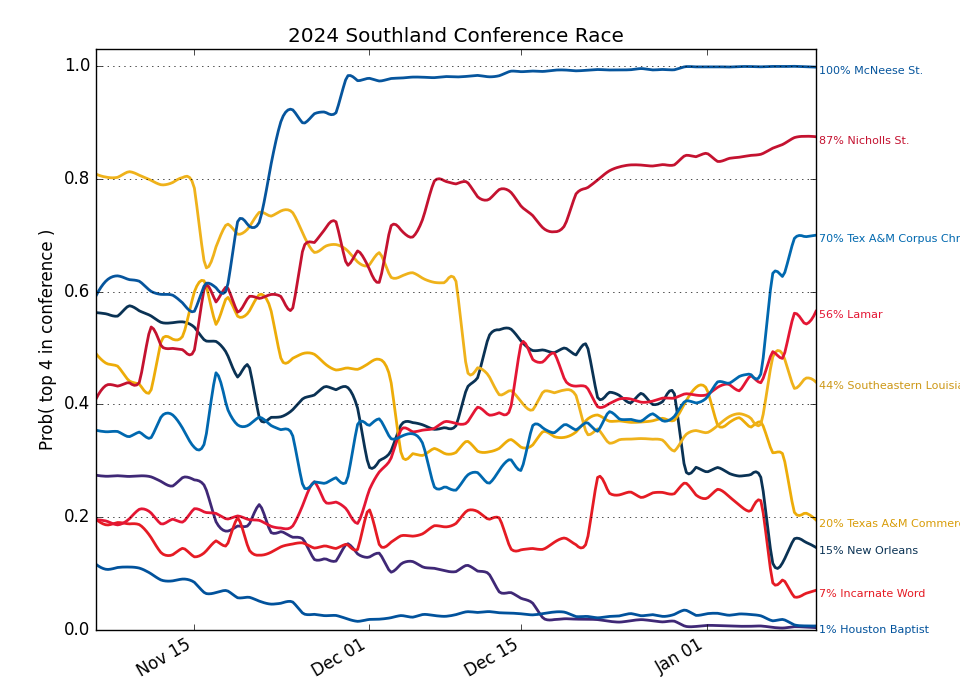 2024 Southland Conference Race
Prob( top 4 in conference )
1.0
0.8
0.6
0.4
0.2
0.0
Nov 15
Dec 01
Dec 15
Jan 01
100% McNeese St.
87% Nicholls St.
70% Tex A&M Corpus Chr
56% Lamar
44% Southeastern Louisia
20% Texas A&M Commerc
15% New Orleans
7% Incarnate Word
1% Houston Baptist